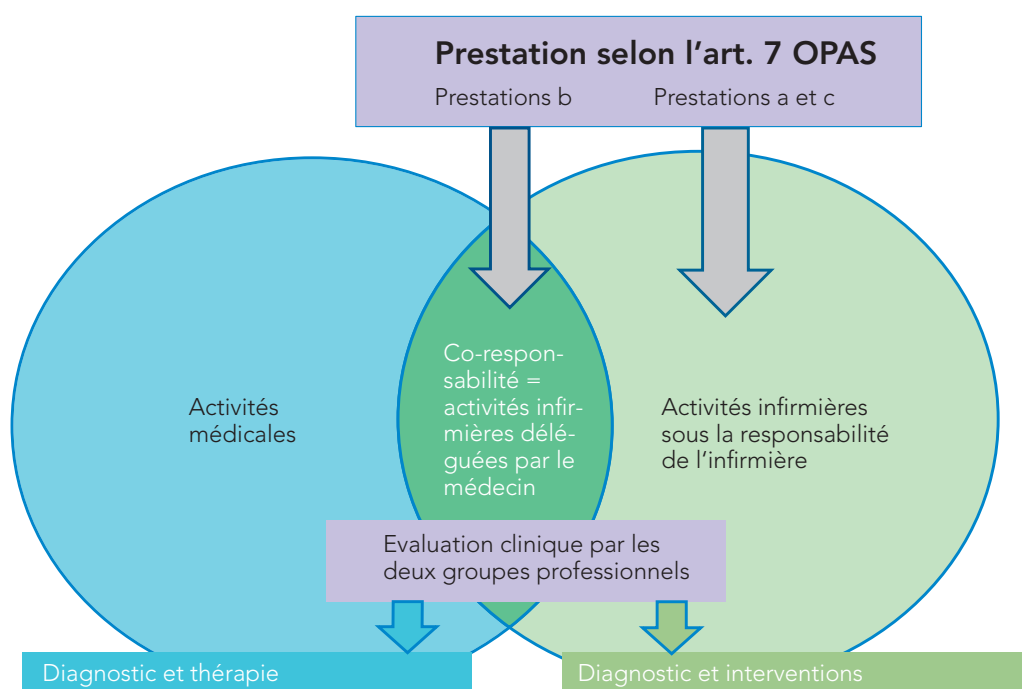 Prestation selon l’art. 7 OPAS
Prestations b
Prestations a et c
Activités
médicales
Co-respon-
sabilité =
activités infir-
mières délé-
guées par le
médecin
Activités infirmières
sous la responsabilité
de l’infirmière
Evaluation clinique par les
deux groupes professionnels
Diagnostic et thérapie
Diagnostic et interventions